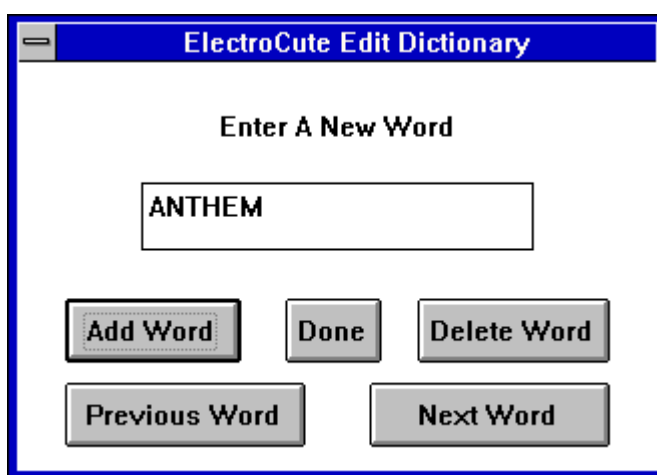 ElectroCute Edit Dictionary
Enter A New Word
ANTHEM
Add Word Done Delete Word
Previous Word Next Word